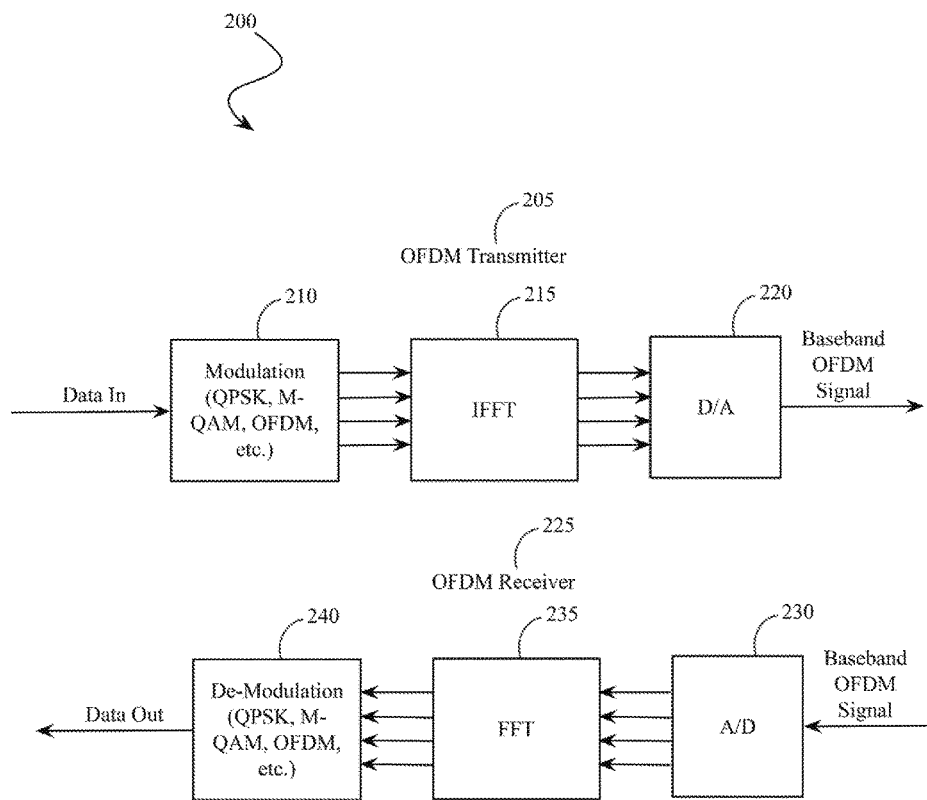 200
205
OFDM Transmitter
210
215
220
Data In
Modulation
(QPSK, M-
QAM, OFDM,
etc.)
IFFT
D/A
Baseband
OFDM
Signal
225
OFDM Receiver
240
235
230
Data Out
De-Modulation
(QPSK, M-
QAM, OFDM,
etc.)
FFT
A/D
Baseband
OFDM
Signal